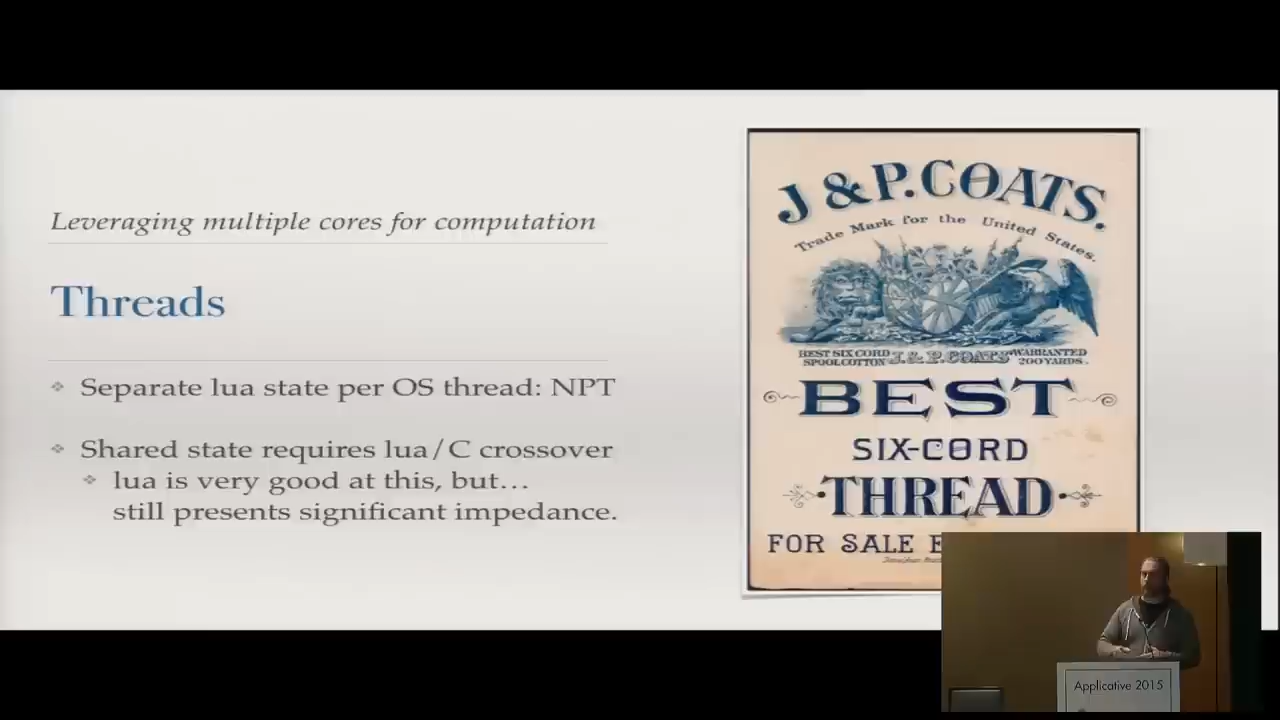 Leveraging multiple cores for computation
Threads
Separate lua state per OS thread: NPT
Shared state requires lua/C crossover
lua is very good at this, but…
still presents significant impedance.
J & P. COATS.
Trade Mark for the United States.
BEST SIX CORD
SPOOL COTTON
J. & P. COATS
WARRANTED
200 YARDS.
BEST
SIX-CORD
THREAD
FOR SALE
Applicative 2015